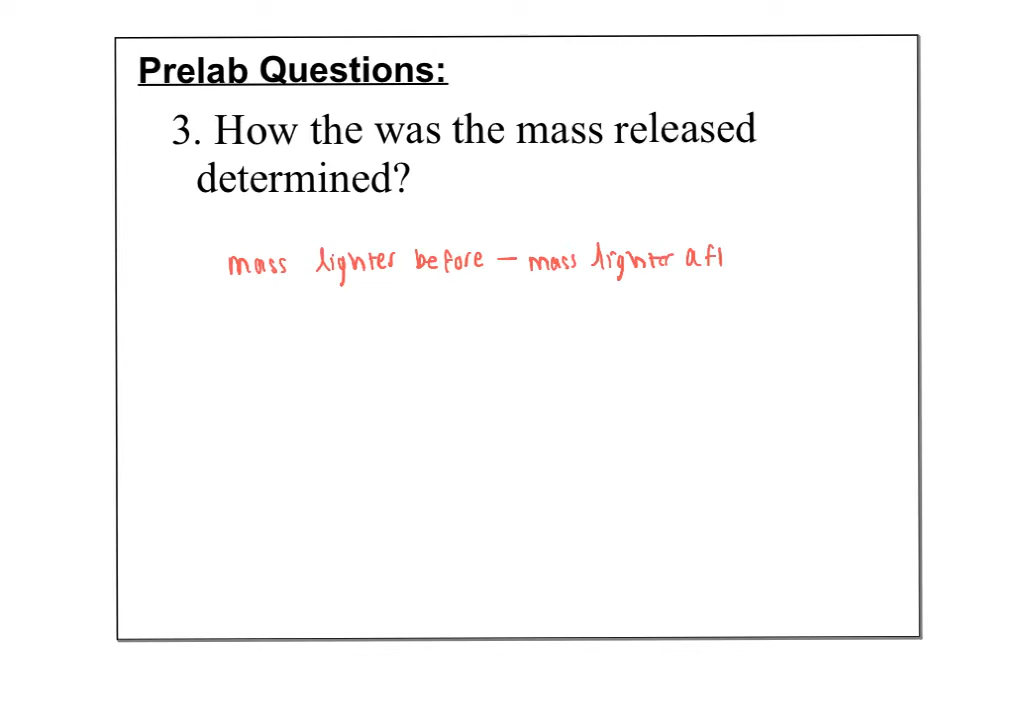 Prelab Questions:
3. How the was the mass released
determined?
mass lighter before — mass lighter aft